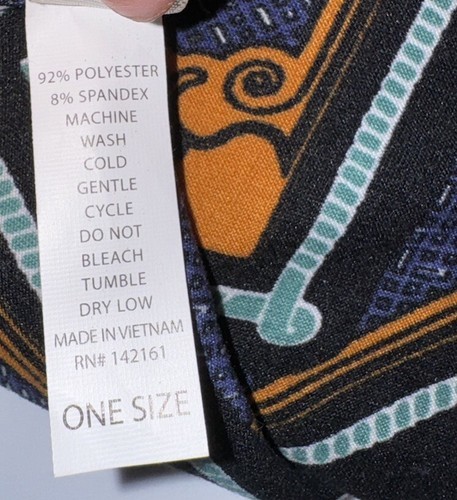 92% POLYESTER
8% SPANDEX
MACHINE
WASH
COLD
GENTLE
CYCLE
DO NOT
BLEACH
TUMBLE
DRY LOW
MADE IN VIETNAM
RN# 142161
ONE SIZE